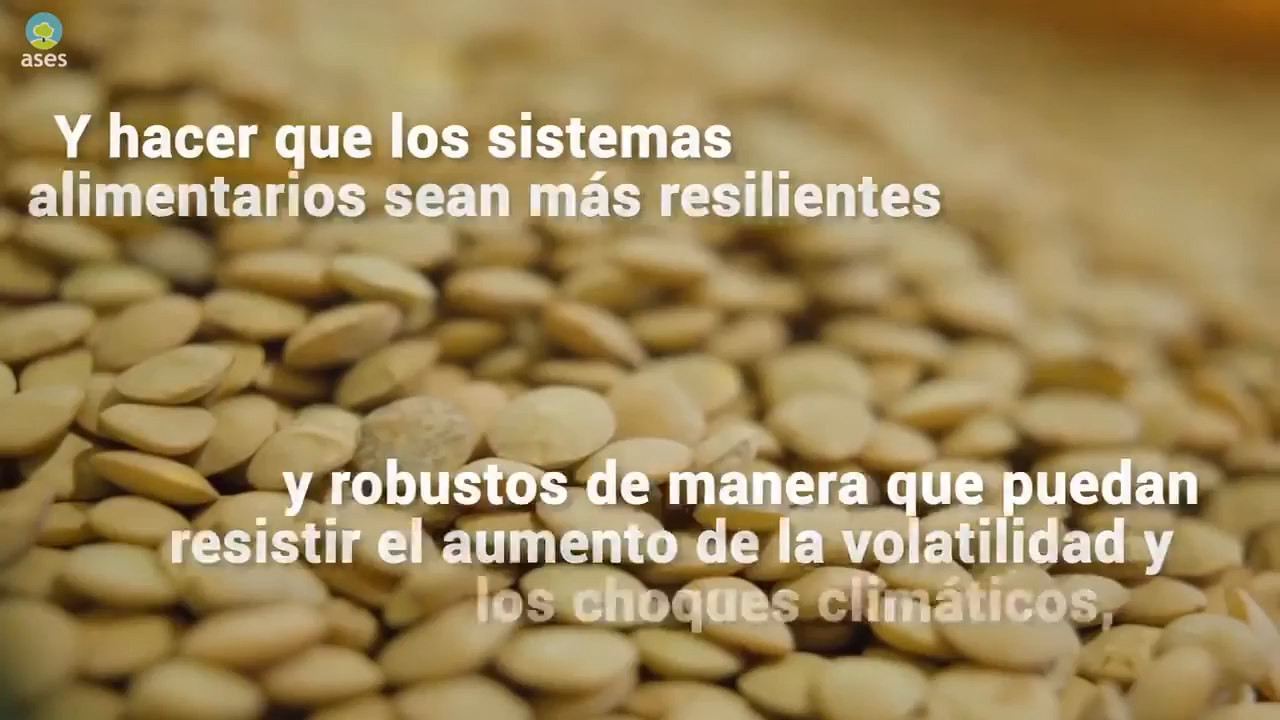 ases
Y hacer que los sistemas
alimentarios sean más resilientes
y robustos de manera que puedan
resistir el aumento de la volatilidad y
los choques climáticos,